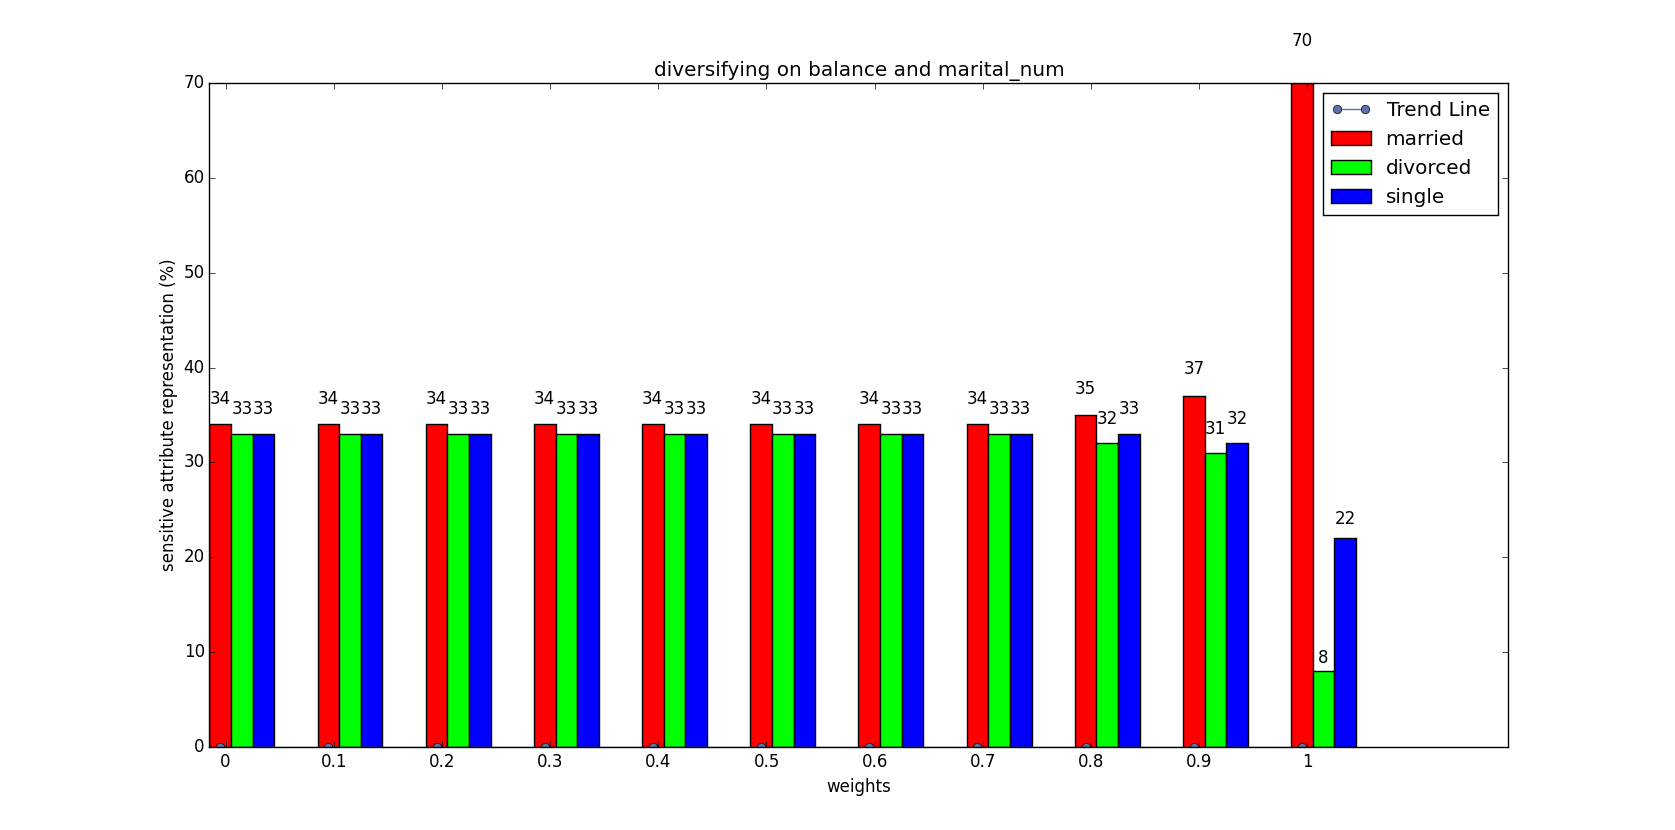 70
diversifying on balance and marital_num
Trend Line
married
divorced
single
sensitive attribute representation (%)
70
60
50
40
30
20
10
0
34 33 33
34 33 33
34 33 33
34 33 33
34 33 33
34 33 33
34 33 33
34 33 33
35 32 33
37 31 32
8 22
0 0.1 0.2 0.3 0.4 0.5 0.6 0.7 0.8 0.9 1
weights